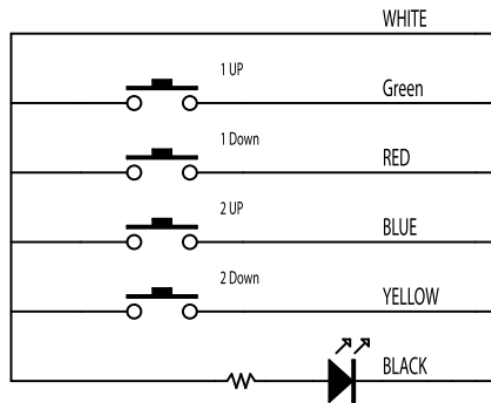 WHITE
1 UP
Green
1 Down
RED
2 UP
BLUE
2 Down
YELLOW
BLACK